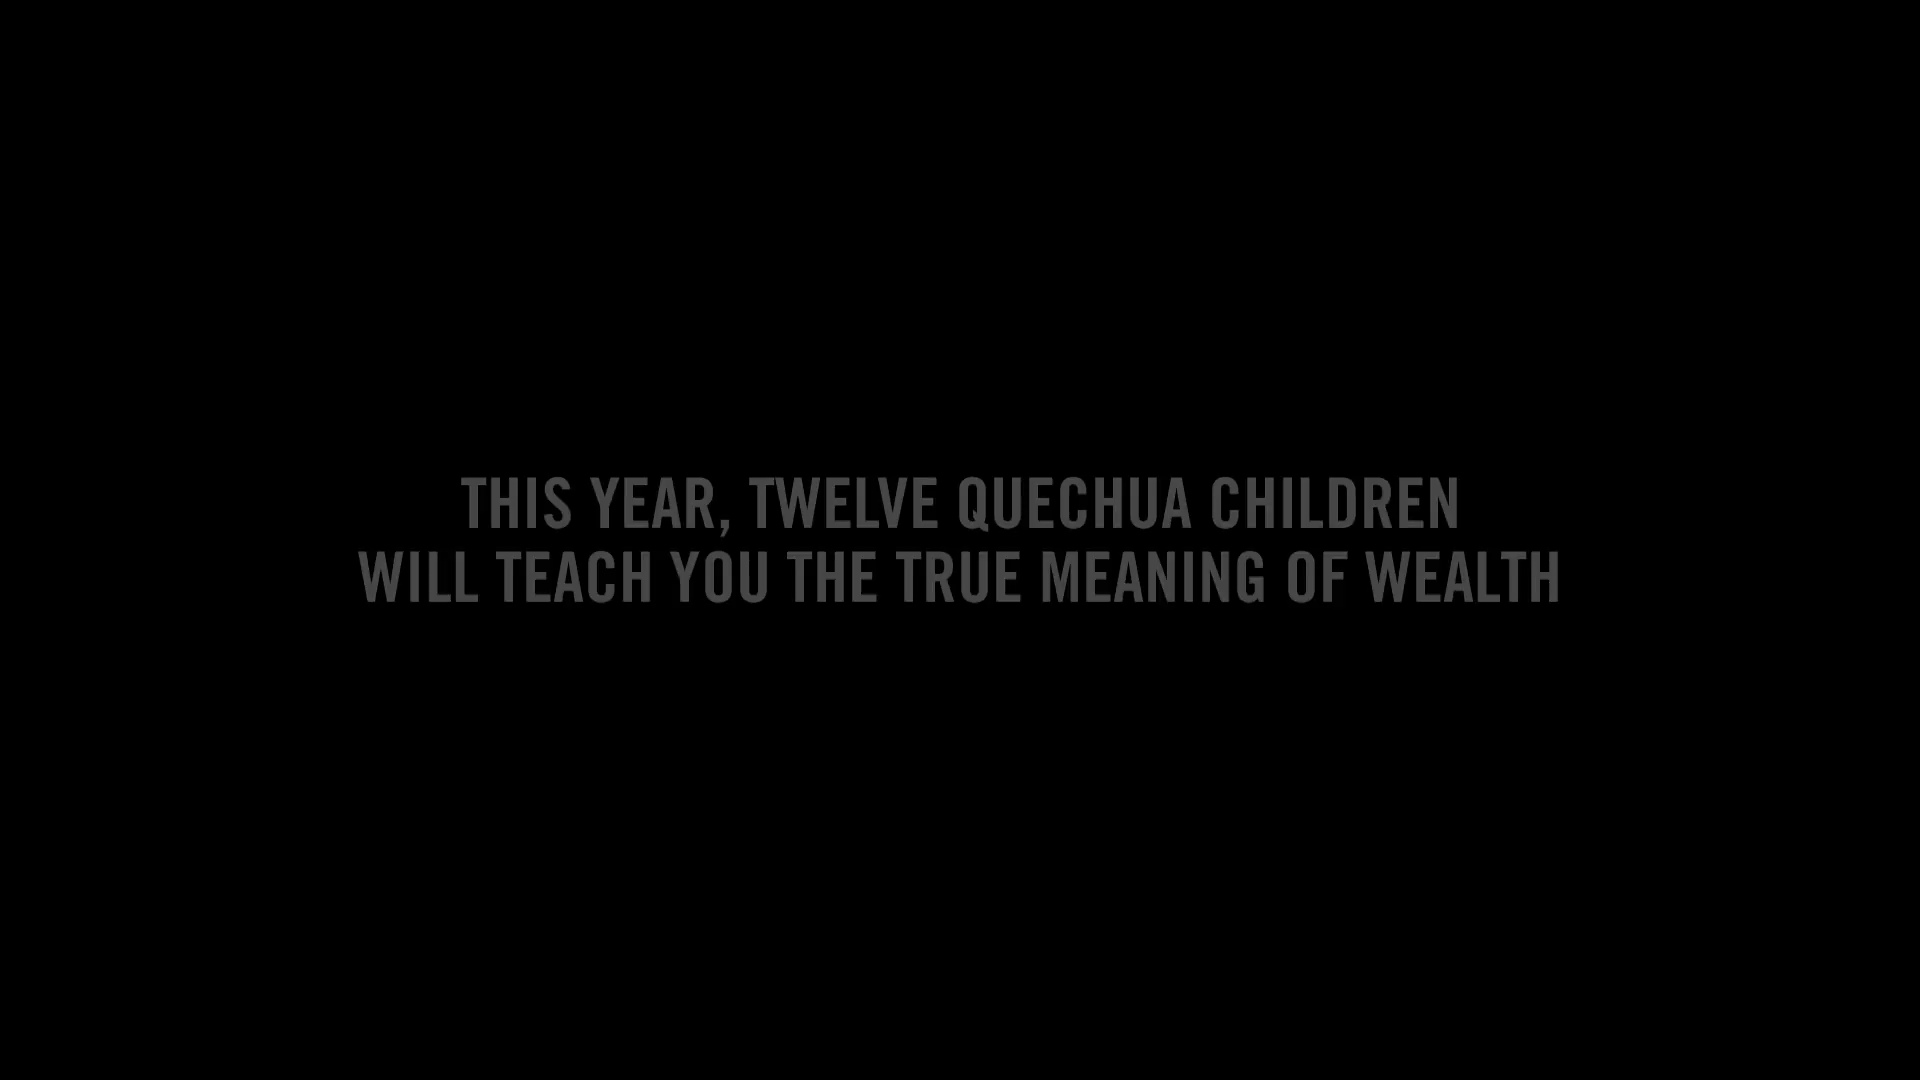 THIS YEAR, TWELVE QUECHUA CHILDREN
WILL TEACH YOU THE TRUE MEANING OF WEALTH